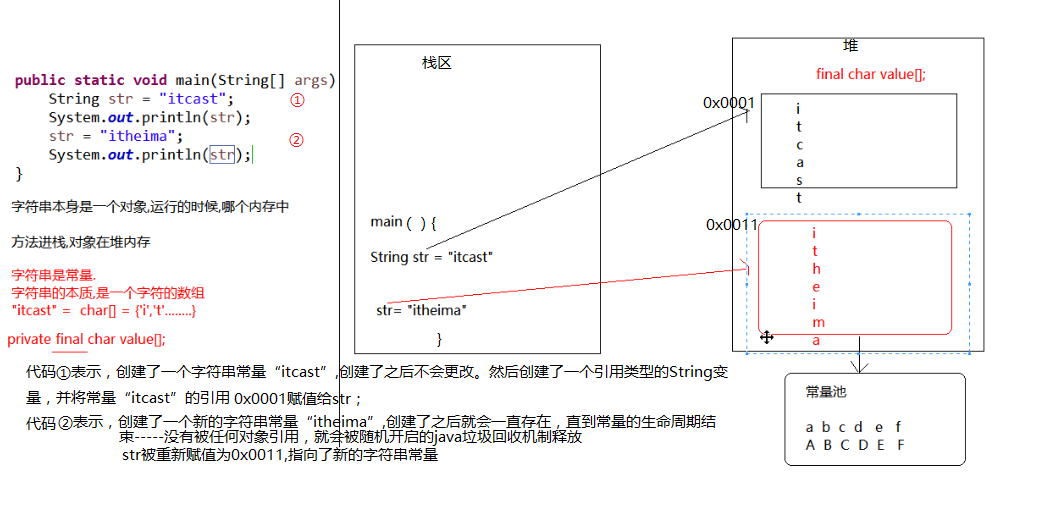 public static void main(String[] args)
String str = "itcast"; ①
System.out.println(str);
str = "itheima"; ②
System.out.println(str);
}
字符串本身是一个对象,运行的时候,哪个内存中
方法进栈,对象在堆内存
字符串是常量.
字符串的本质,是一个字符的数组
"itcast" = char[] = {'i','t'........}
private final char value[];
栈区
main ( ) {
String str = "itcast"
str= "itheima"
}
堆
final char value[];
0x0001
i
t
c
a
s
t
0x0011
i
t
h
e
i
m
a
常量池
a b c d e f
A B C D E F
代码①表示，创建了一个字符串常量“itcast”,创建了之后不会更改。然后创建了一个引用类型的String变
量，并将常量“itcast”的引用 0x0001赋值给str；
代码②表示，创建了一个新的字符串常量“itheima”,创建了之后就会一直存在，直到常量的生命周期结
束-----没有被任何对象引用，就会被随机开启的java垃圾回收机制释放
str被重新赋值为0x0011,指向了新的字符串常量